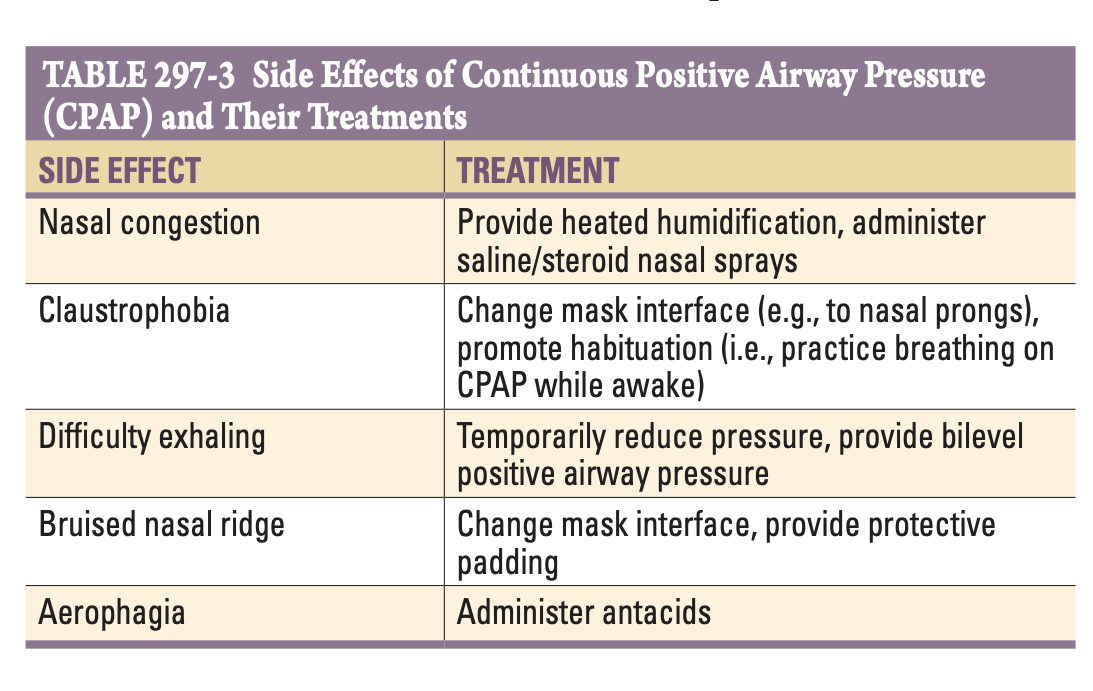 TABLE 297-3 Side Effects of Continuous Positive Airway Pressure
(CPAP) and Their Treatments
SIDE EFFECT TREATMENT
Nasal congestion Provide heated humidification, administer
saline/steroid nasal sprays
Claustrophobia Change mask interface (e.g., to nasal prongs),
promote habituation (i.e., practice breathing on
CPAP while awake)
Difficulty exhaling Temporarily reduce pressure, provide bilevel
positive airway pressure
Bruised nasal ridge Change mask interface, provide protective
padding
Aerophagia Administer antacids